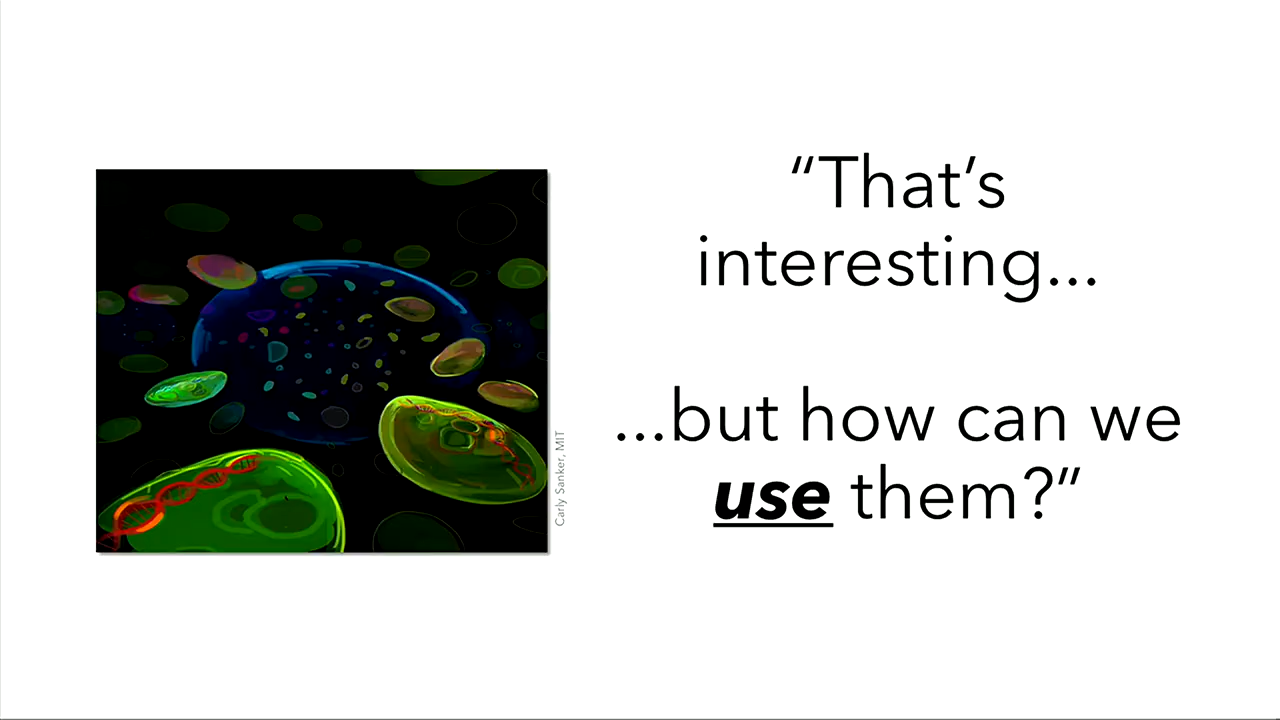 “That’s
interesting...
...but how can we
use them?”
Carly Sanker, MIT